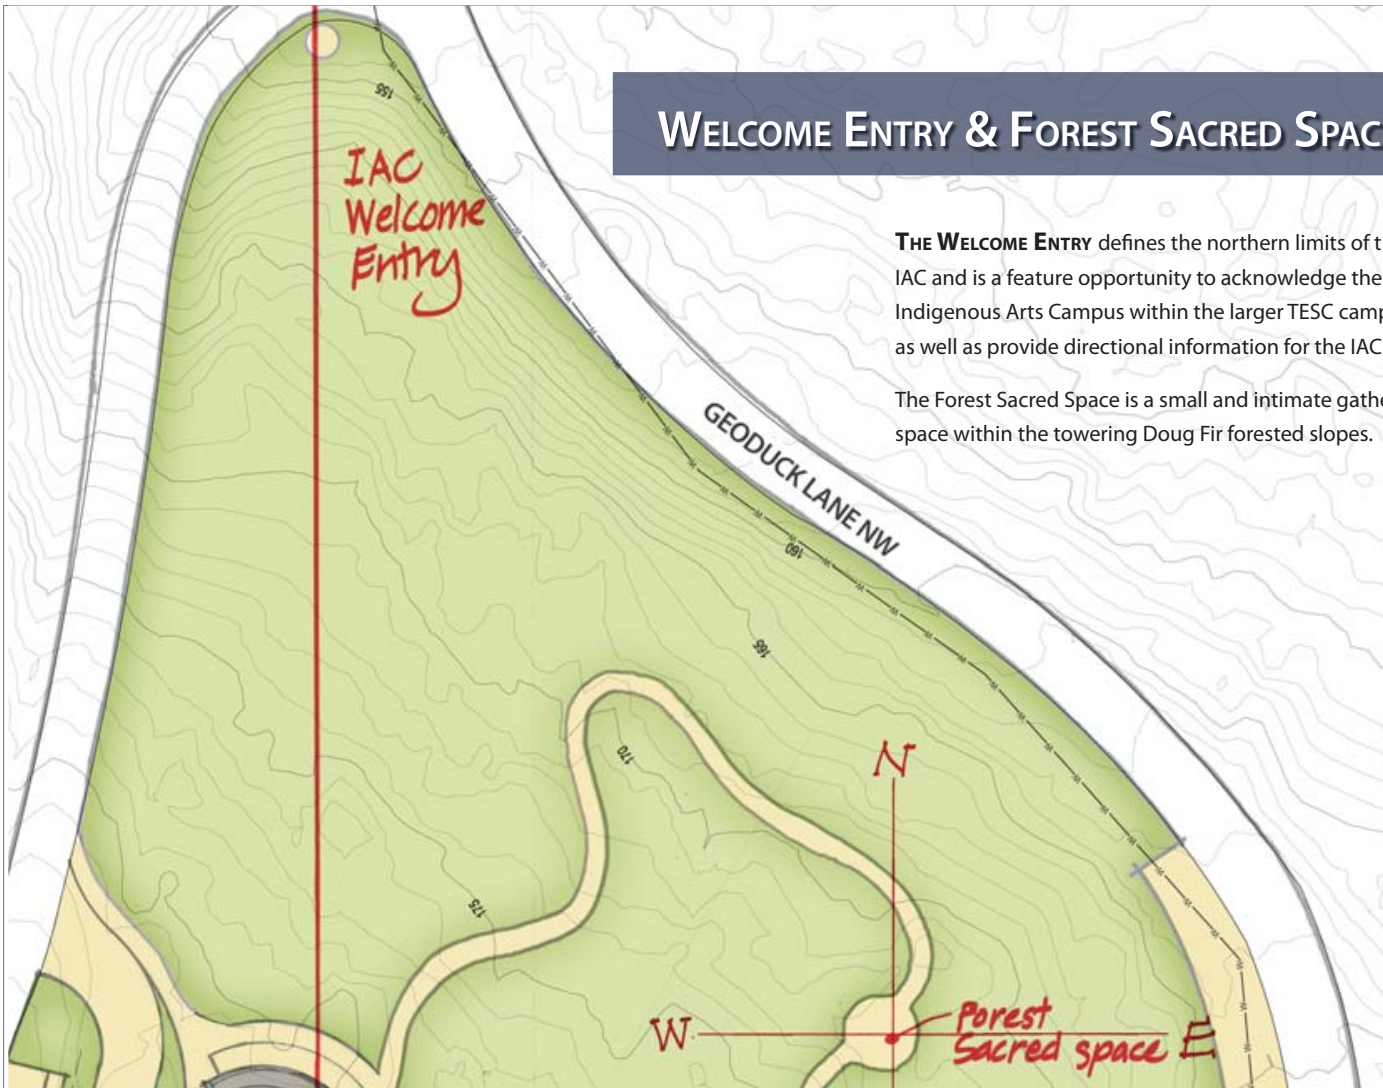 WELCOME ENTRY & FOREST SACRED SPAC
THE WELCOME ENTRY defines the northern limits of t
IAC and is a feature opportunity to acknowledge the
Indigenous Arts Campus within the larger TESC camp
as well as provide directional information for the IAC
The Forest Sacred Space is a small and intimate gathe
space within the towering Doug Fir forested slopes.
155
IAC
Welcome
Entry
GEODUCK LANE NW
160
165
170
175
N
W
E
Forest
Sacred space